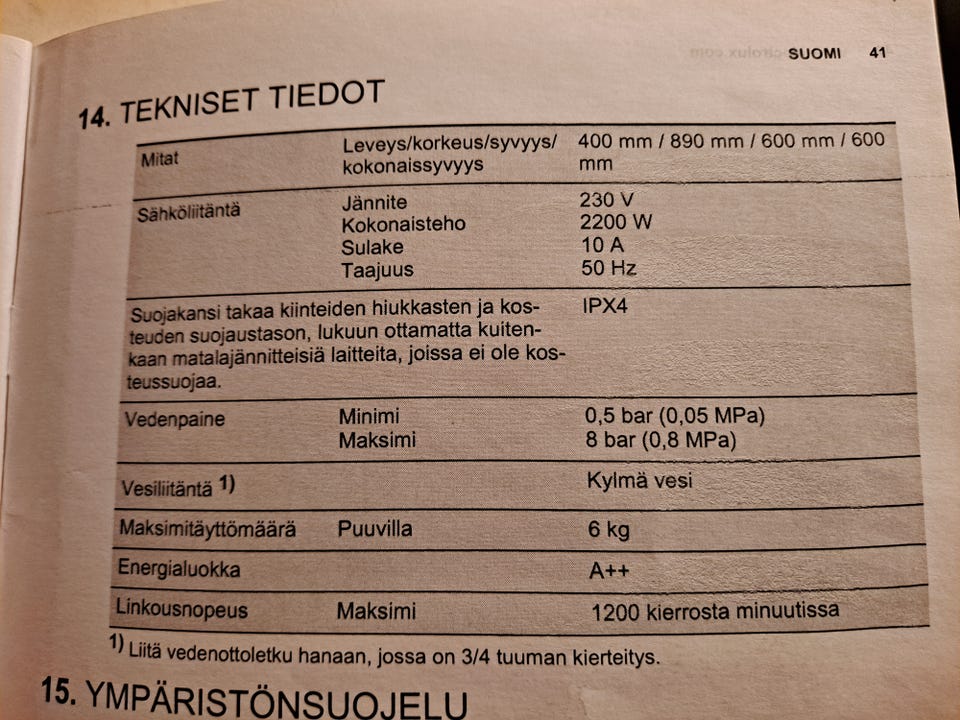 SUOMI 41
14. TEKNISET TIEDOT
Mitat Leveys/korkeus/syvyys/ 400 mm / 890 mm / 600 mm / 600
kokonaissyvyys mm
Sähköliitäntä Jännite 230 V
Kokonaisteho 2200 W
Sulake 10 A
Taajuus 50 Hz
Suojakansi takaa kiinteiden hiukkasten ja kos- IPX4
teuden suojaustason, lukuun ottamatta kuiten-
kaan matalajännitteisiä laitteita, joissa ei ole kos-
teussuojaa.
Vedenpaine Minimi 0,5 bar (0,05 MPa)
Maksimi 8 bar (0,8 MPa)
Vesiliitäntä 1) Kylmä vesi
Maksimitäyttömäärä Puuvilla 6 kg
Energialuokka A++
Linkousnopeus Maksimi 1200 kierrosta minuutissa
1) Liitä vedenottoletku hanaan, jossa on 3/4 tuuman kierteitys.
15. YMPÄRISTÖNSUOJELU